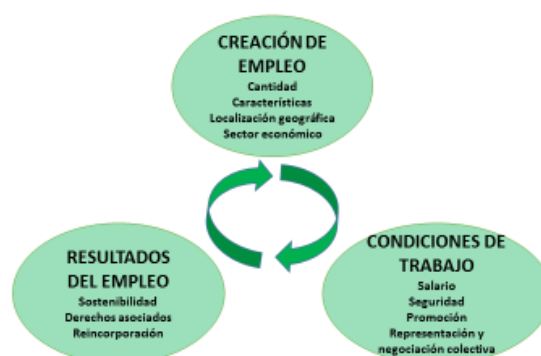 CREACIÓN DE
EMPLEO
Cantidad
Características
Localización geográfica
Sector económico
RESULTADOS
DEL EMPLEO
Sostenibilidad
Derechos asociados
Reincorporación
CONDICIONES DE
TRABAJO
Salario
Seguridad
Promoción
Representación y
negociación colectiva